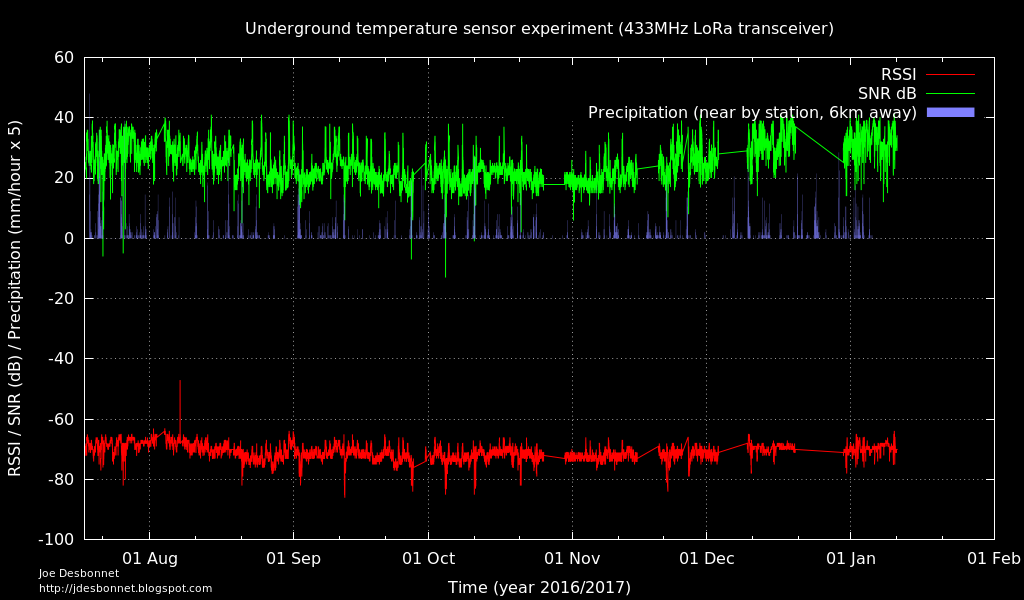 Underground temperature sensor experiment (433MHz LoRa transceiver)
RSSI
SNR dB
Precipitation (near by station, 6km away)
RSSI / SNR (dB) / Precipitation (mm/hour x 5)
60
40
20
0
-20
-40
-60
-80
-100
01 Aug
01 Sep
01 Oct
01 Nov
01 Dec
01 Jan
01 Feb
Time (year 2016/2017)
Joe Desbonnet
http://jdesbonnet.blogspot.com